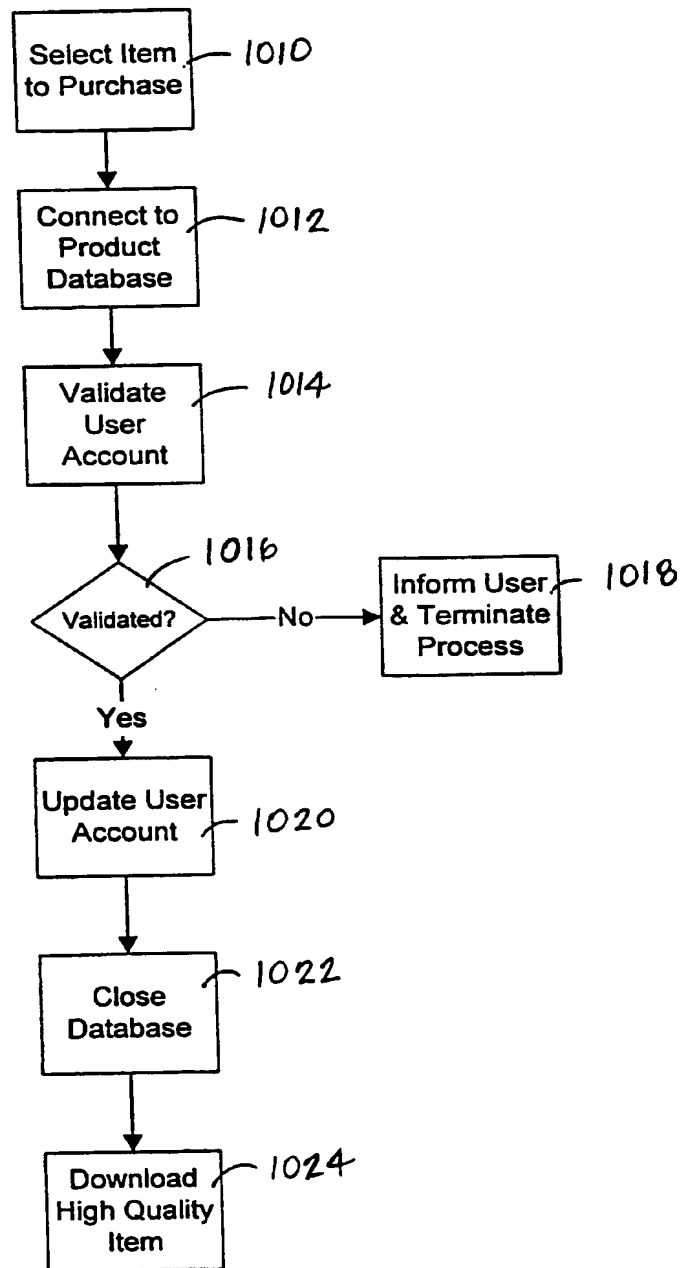 Select Item
to Purchase
1010
Connect to
Product
Database
1012
Validate
User
Account
1014
1016
Validated?
No
Inform User
& Terminate
Process
1018
Yes
Update User
Account
1020
Close
Database
1022
Download
High Quality
Item
1024